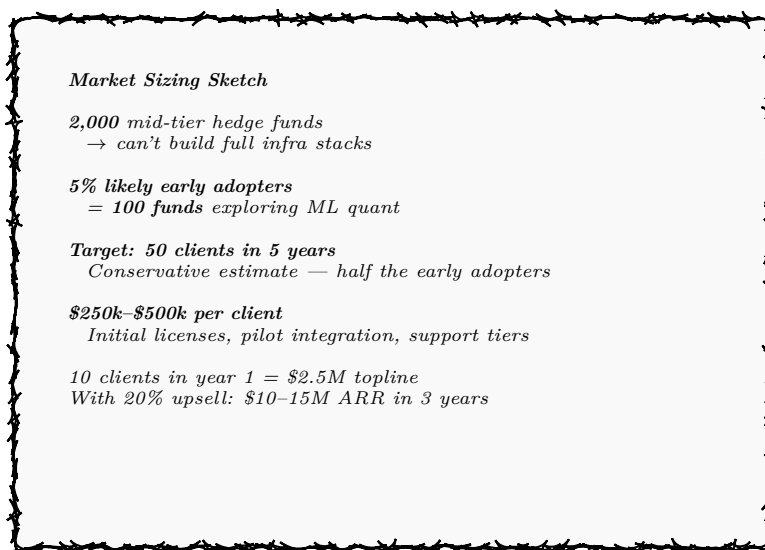 Market Sizing Sketch
2,000 mid-tier hedge funds
→ can't build full infra stacks
5% likely early adopters
= 100 funds exploring ML quant
Target: 50 clients in 5 years
Conservative estimate — half the early adopters
$250k–$500k per client
Initial licenses, pilot integration, support tiers
10 clients in year 1 = $2.5M topline
With 20% upsell: $10–15M ARR in 3 years